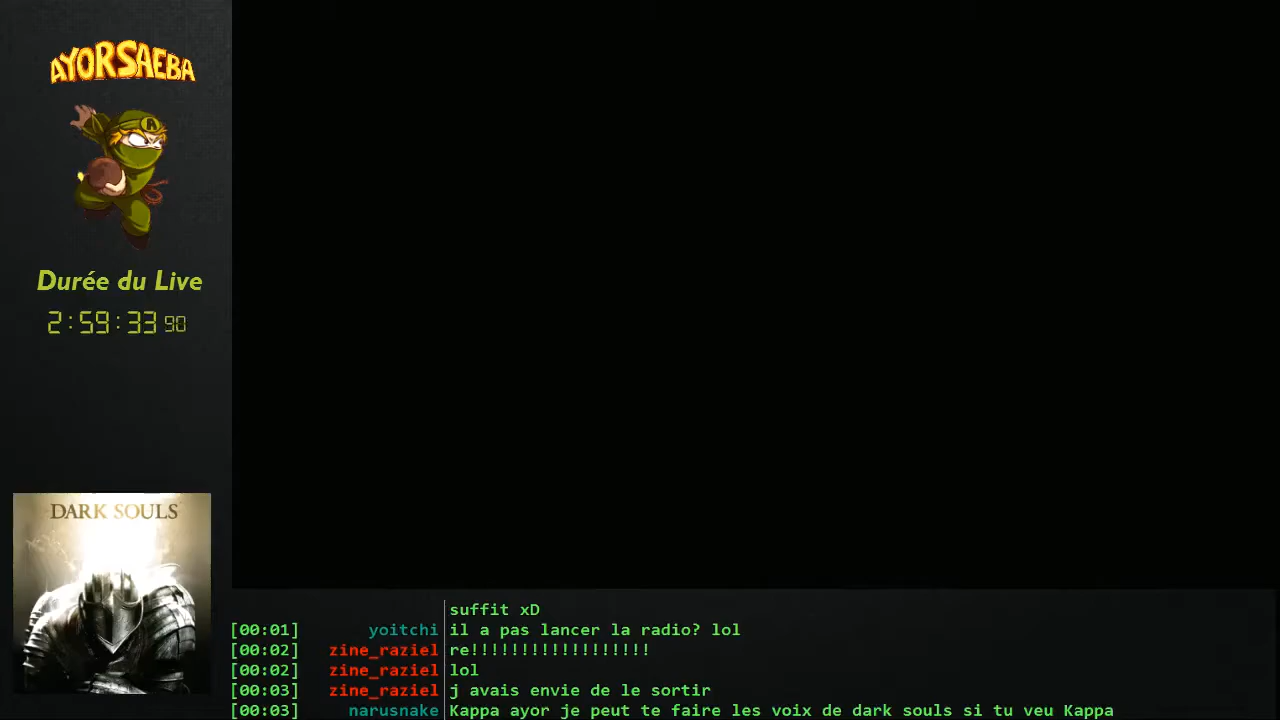 AYORSAEBA
A
Durée du Live
2:59:33 90
DARK SOULS
suffit xD
[00:01] yoitchi il a pas lancer la radio? lol
[00:02] zine_raziel re!!!!!!!!!!!!!!!!!!
[00:02] zine_raziel lol
[00:03] zine_raziel j avais envie de le sortir
[00:03] narusnake Kappa ayor je peut te faire les voix de dark souls si tu veu Kappa